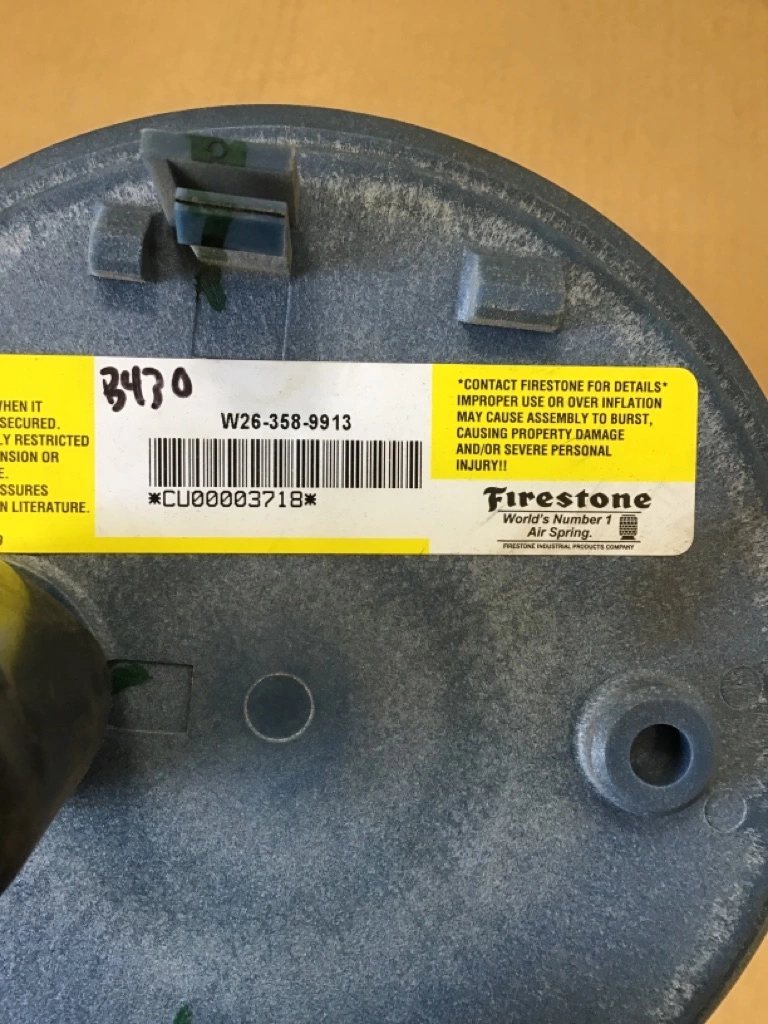 B430
W26-358-9913
*CU00003718*
WHEN IT
SECURED.
LY RESTRICTED
NSION OR
E.
SSURES
N LITERATURE.
*CONTACT FIRESTONE FOR DETAILS*
IMPROPER USE OR OVER INFLATION
MAY CAUSE ASSEMBLY TO BURST,
CAUSING PROPERTY DAMAGE
AND/OR SEVERE PERSONAL
INJURY!!
Firestone
World's Number 1
Air Spring.
FIRESTONE INDUSTRIAL PRODUCTS COMPANY